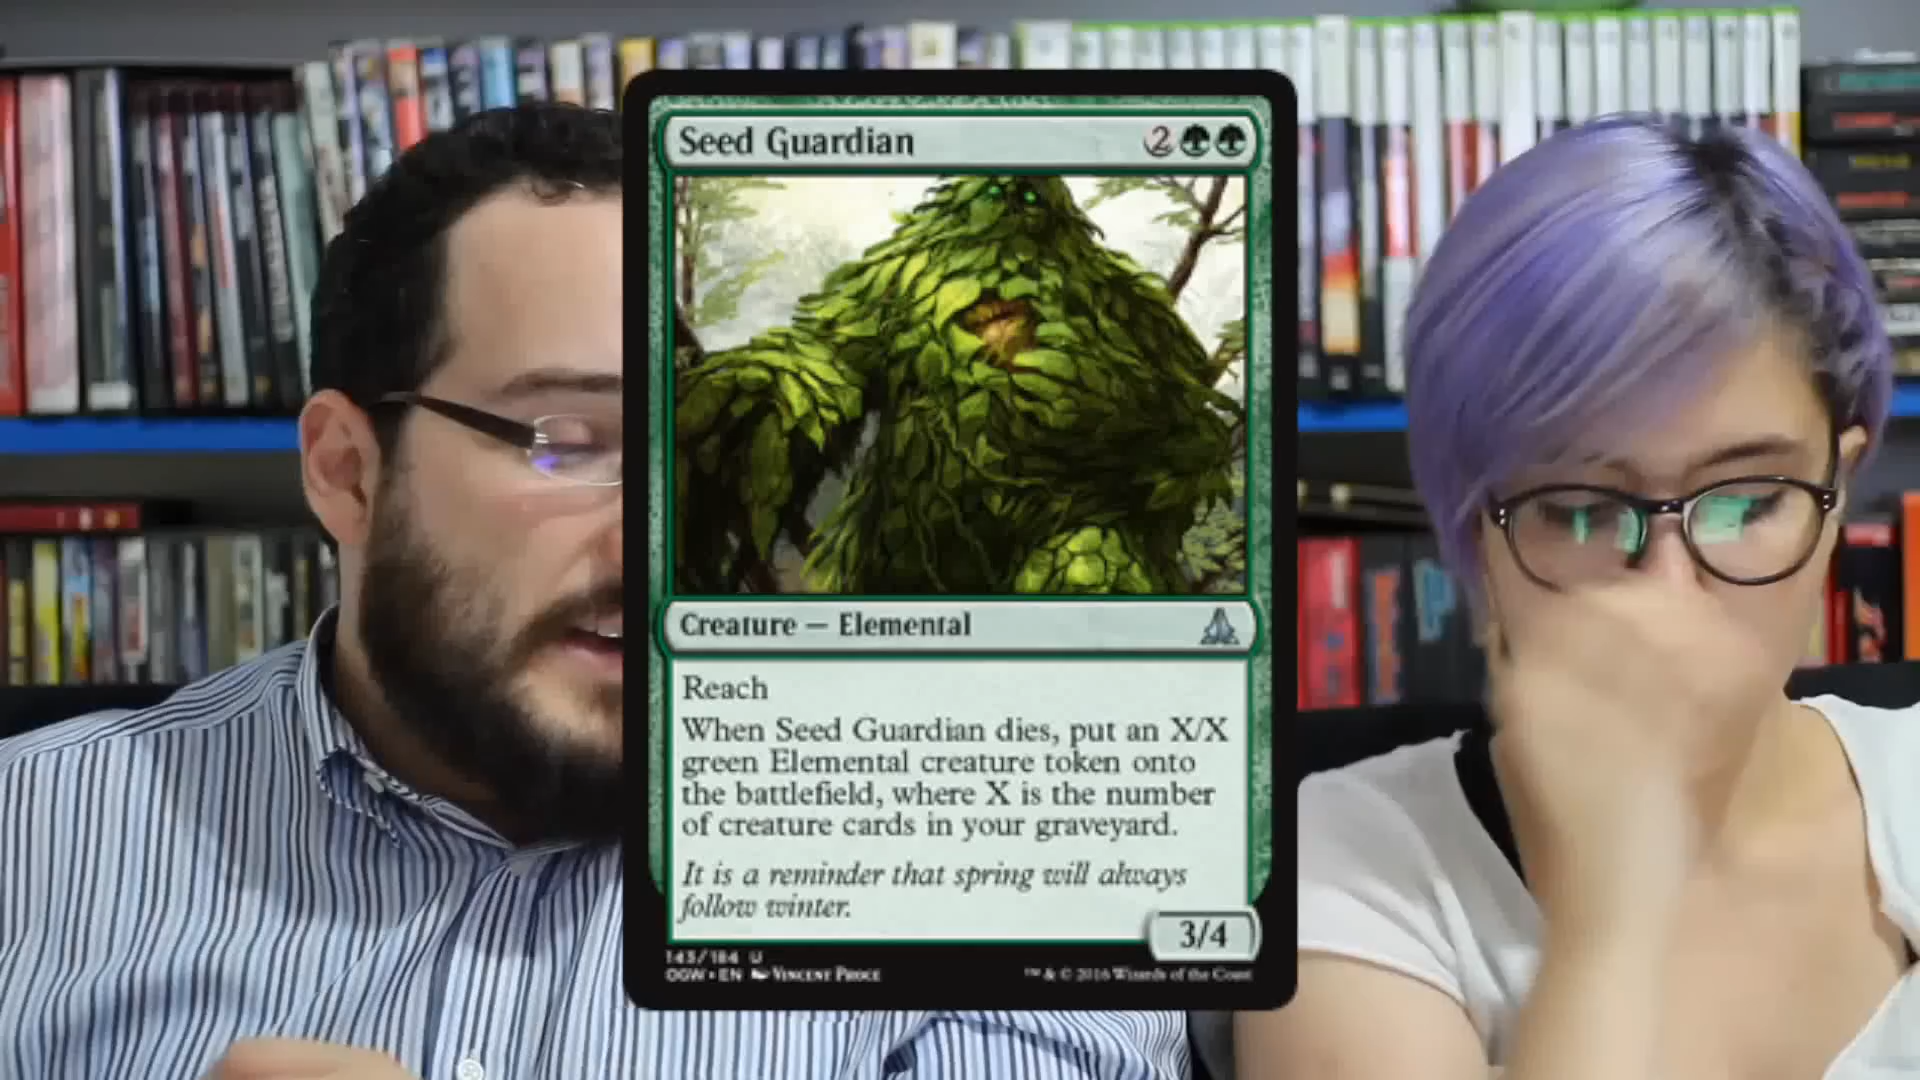 Seed Guardian 2
Creature — Elemental
Reach
When Seed Guardian dies, put an X/X
green Elemental creature token onto
the battlefield, where X is the number
of creature cards in your graveyard.
It is a reminder that spring will always
follow winter.
3/4
143/184 U
OGW • EN VINCENT PROCE
™ & © 2016 Wizards of the Coast